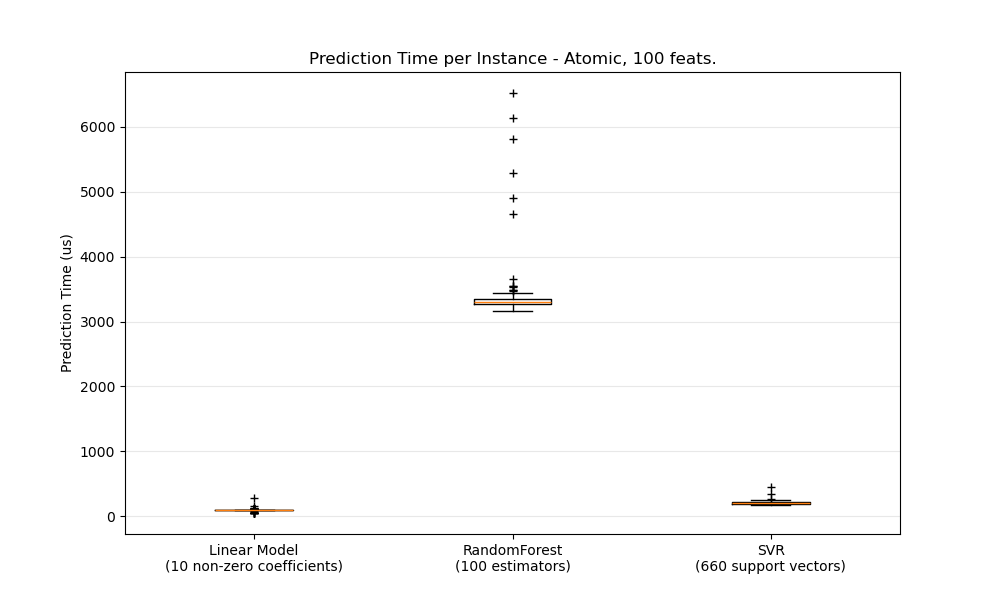 Prediction Time per Instance - Atomic, 100 feats.
Prediction Time (us)
6000
5000
4000
3000
2000
1000
0
Linear Model
(10 non-zero coefficients)
RandomForest
(100 estimators)
SVR
(660 support vectors)